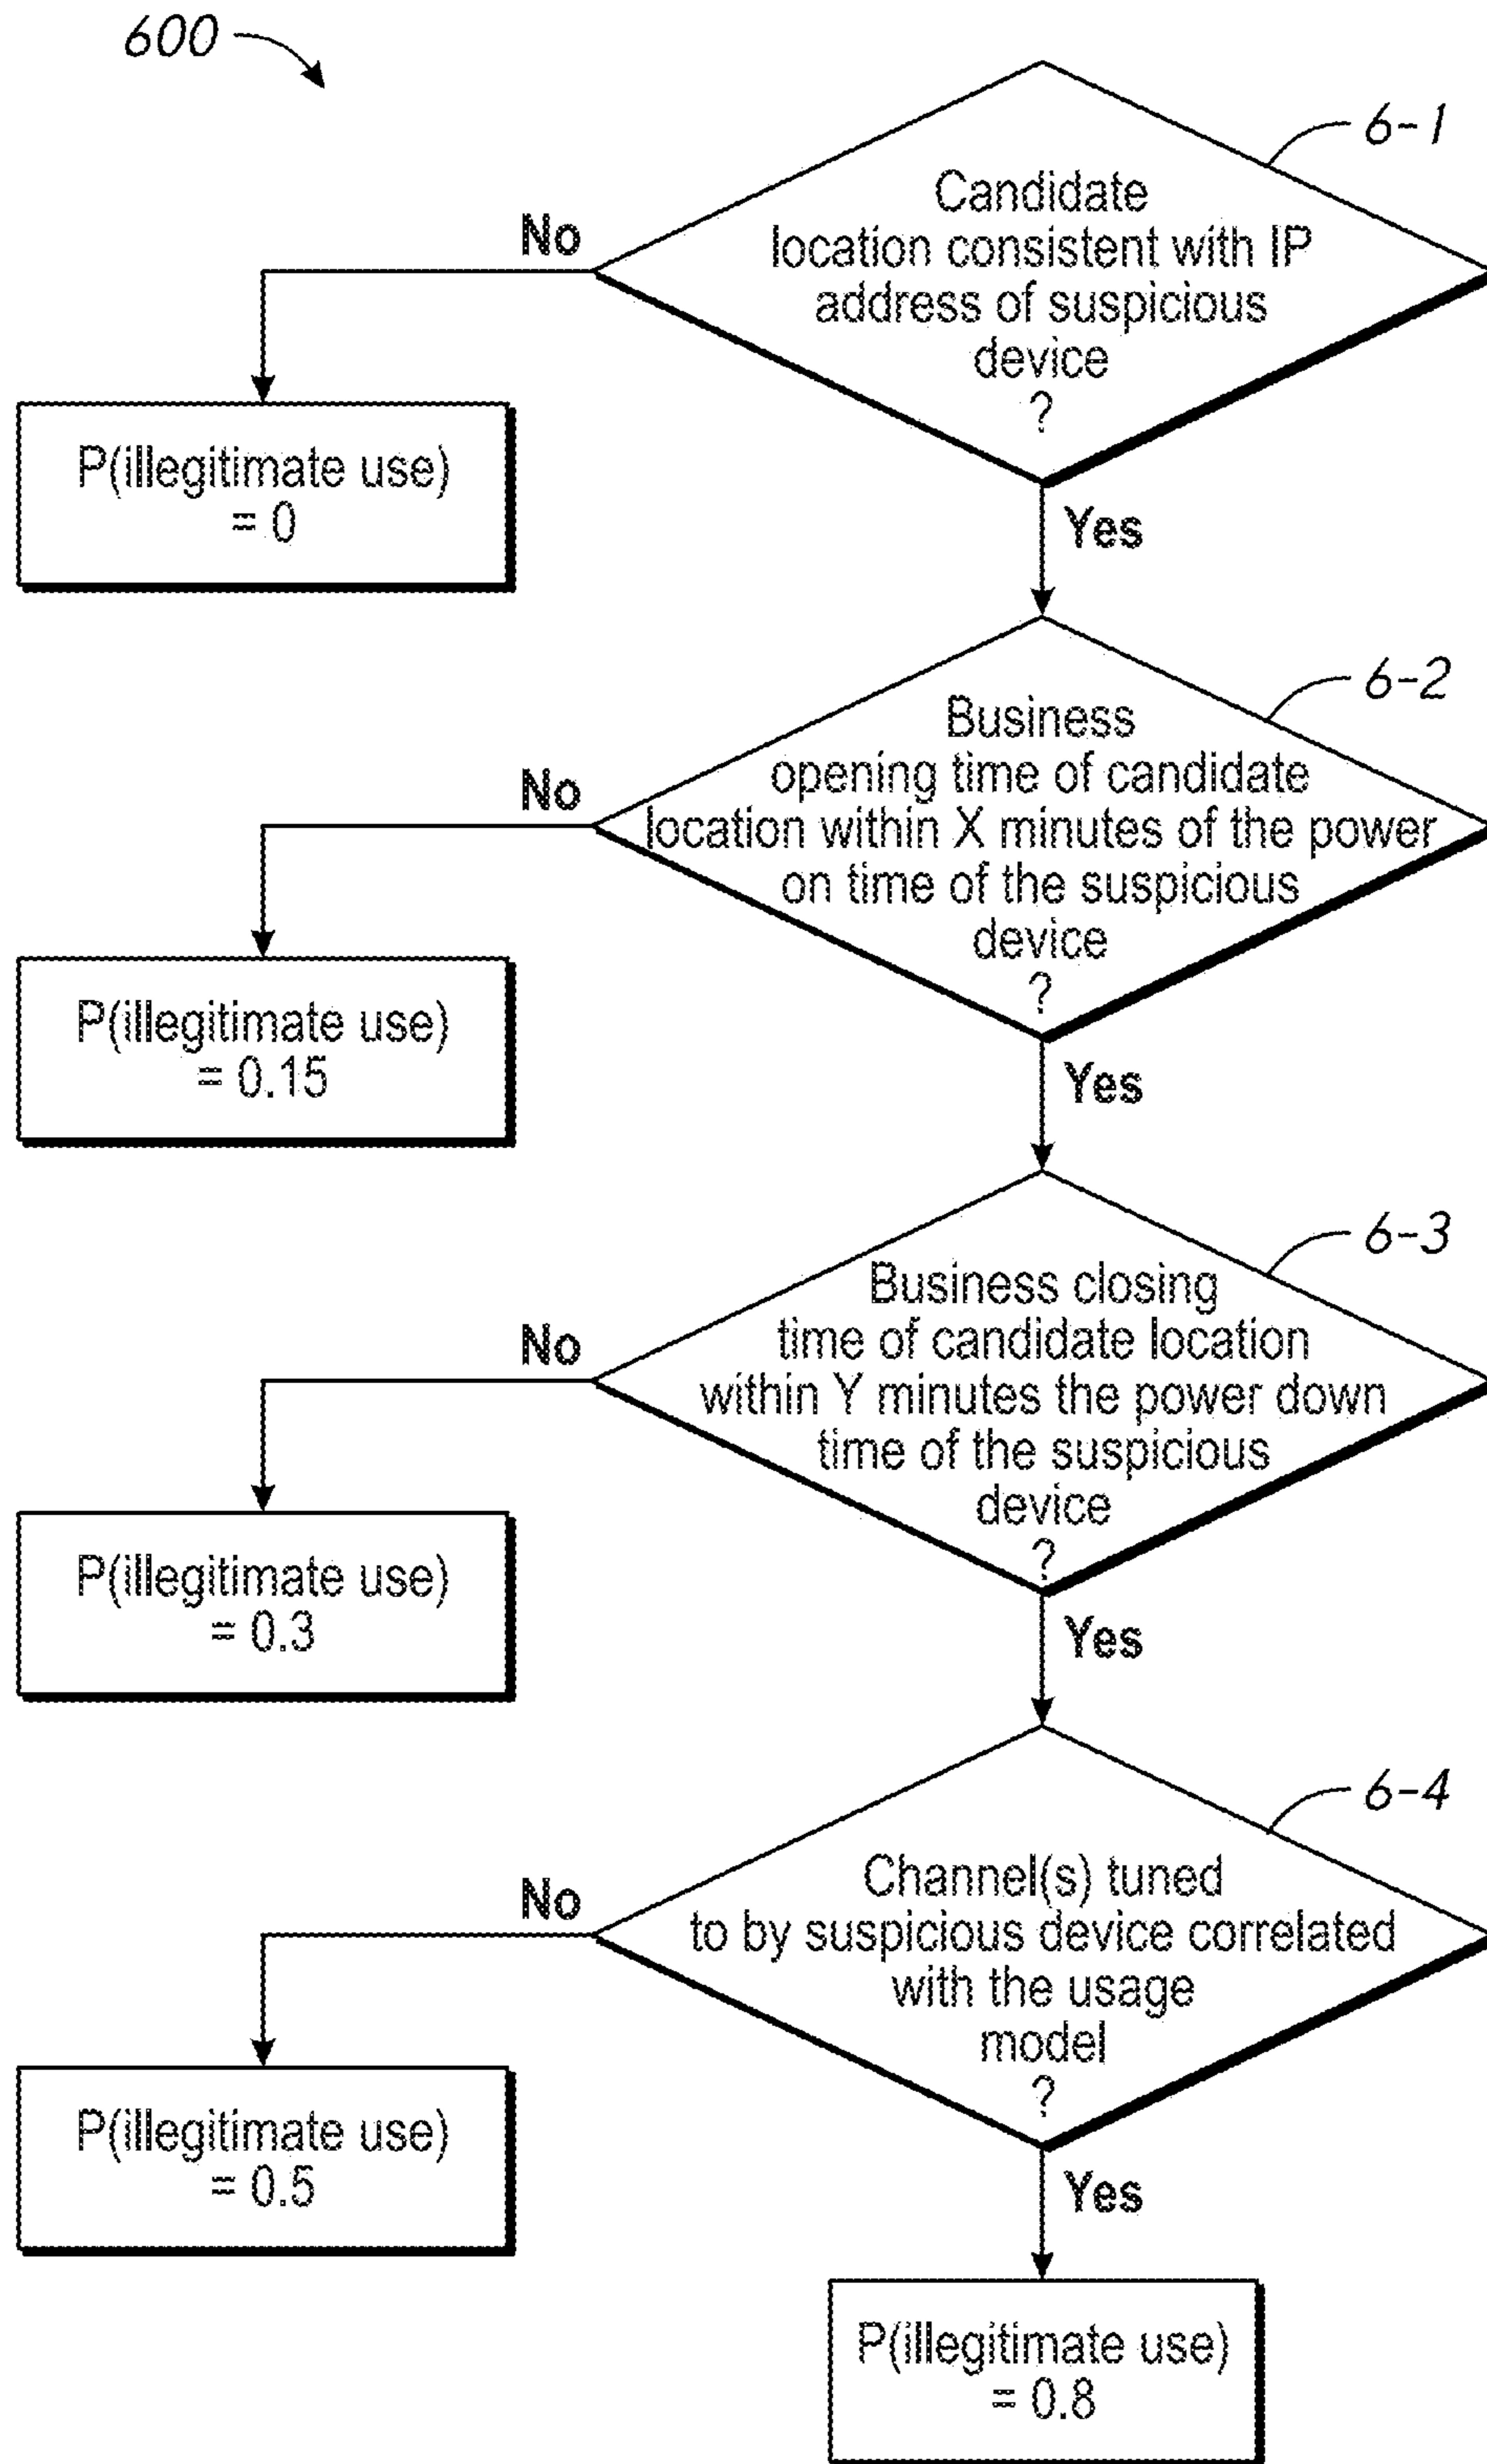 600
6-1
Candidate
location consistent with IP
address of suspicious
device
?
No
P(illegitimate use)
= 0
Yes
6-2
Business
opening time of candidate
location within X minutes of the power
on time of the suspicious
device
?
No
P(illegitimate use)
= 0.15
Yes
6-3
Business closing
time of candidate location
within Y minutes the power down
time of the suspicious
device
?
No
P(illegitimate use)
= 0.3
Yes
6-4
Channel(s) tuned
to by suspicious device correlated
with the usage
model
?
No
P(illegitimate use)
= 0.5
Yes
P(illegitimate use)
= 0.8